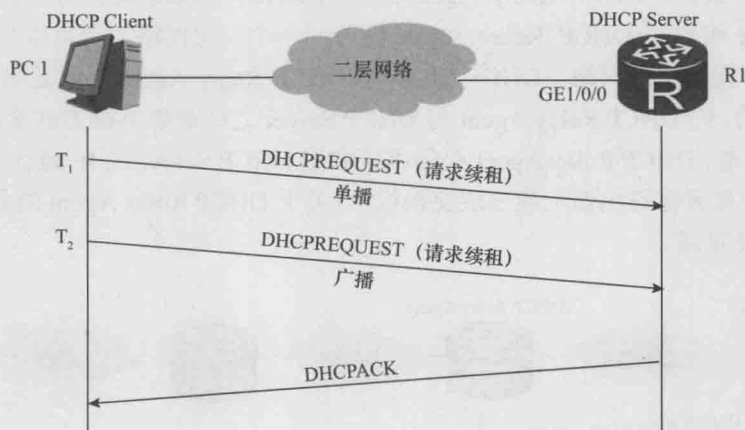 DHCP Client
DHCP Server
PC 1
二层网络
R1
GE1/0/0
R
T1
DHCPREQUEST（请求续租）
单播
T2
DHCPREQUEST（请求续租）
广播
DHCPACK